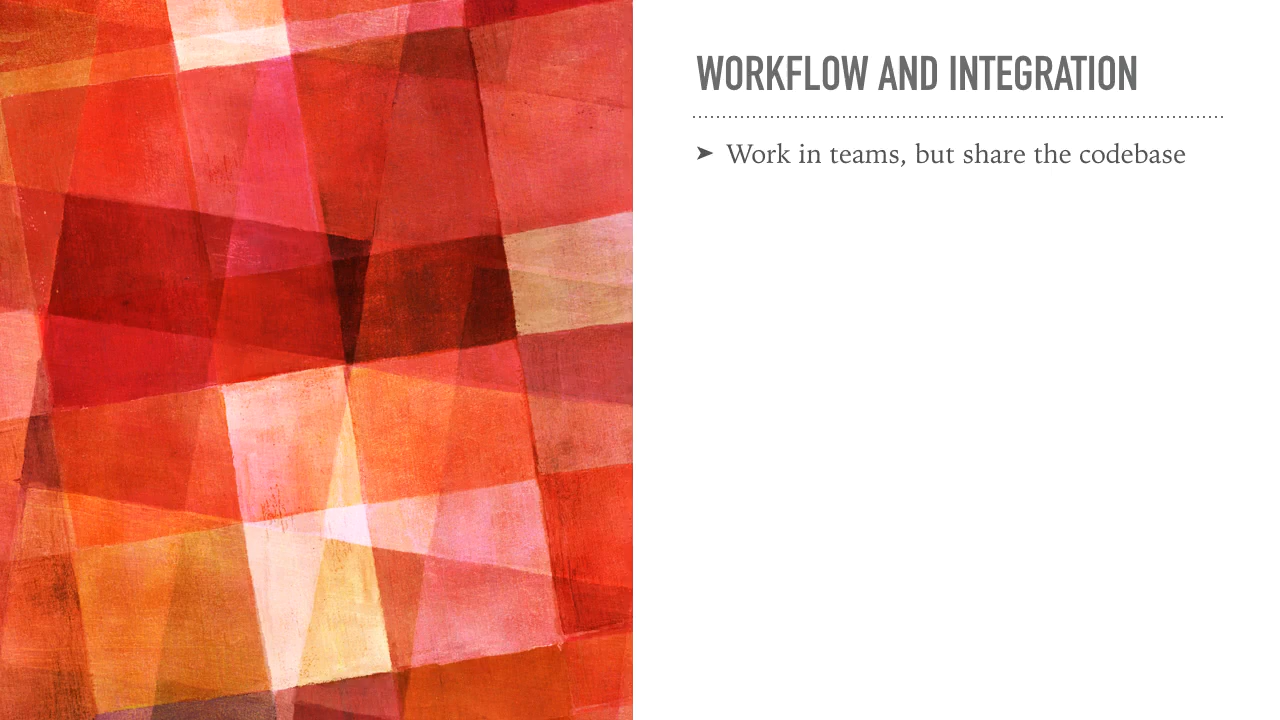 WORKFLOW AND INTEGRATION
➤ Work in teams, but share the codebase